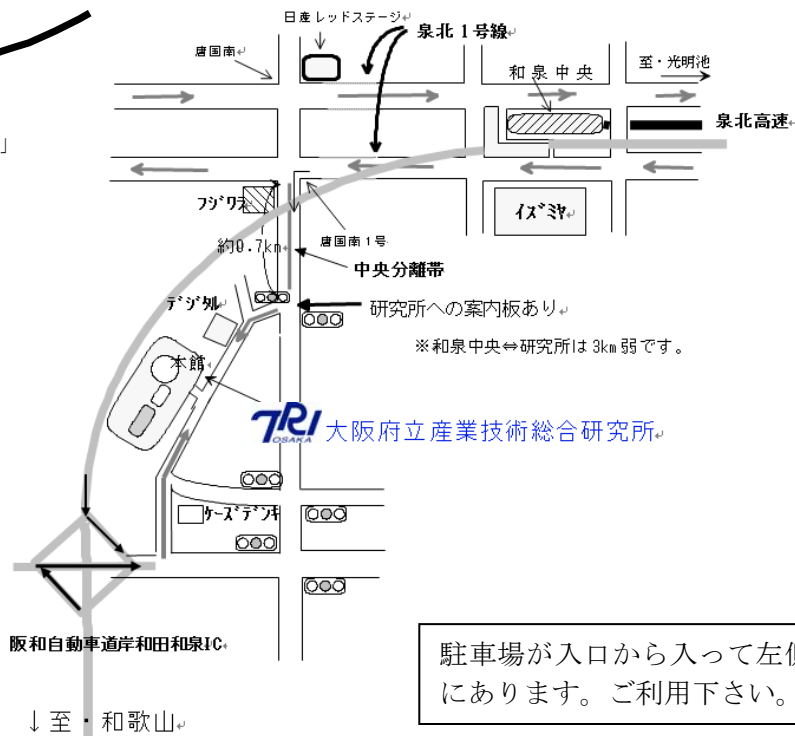 日産レッドステージ
泉北1号線
唐国南
和泉中央
至・光明池
泉北高速
」
フジワラ
イズミヤ
約0.7km
唐国南1号
中央分離帯
デジタル
研究所への案内板あり
※和泉中央⇔研究所は3km弱です。
本館
TRI
OSAKA
大阪府立産業技術総合研究所
ケーズデンキ
阪和自動車道岸和田和泉IC
駐車場が入口から入って左側
にあります。ご利用下さい。
↓至・和歌山